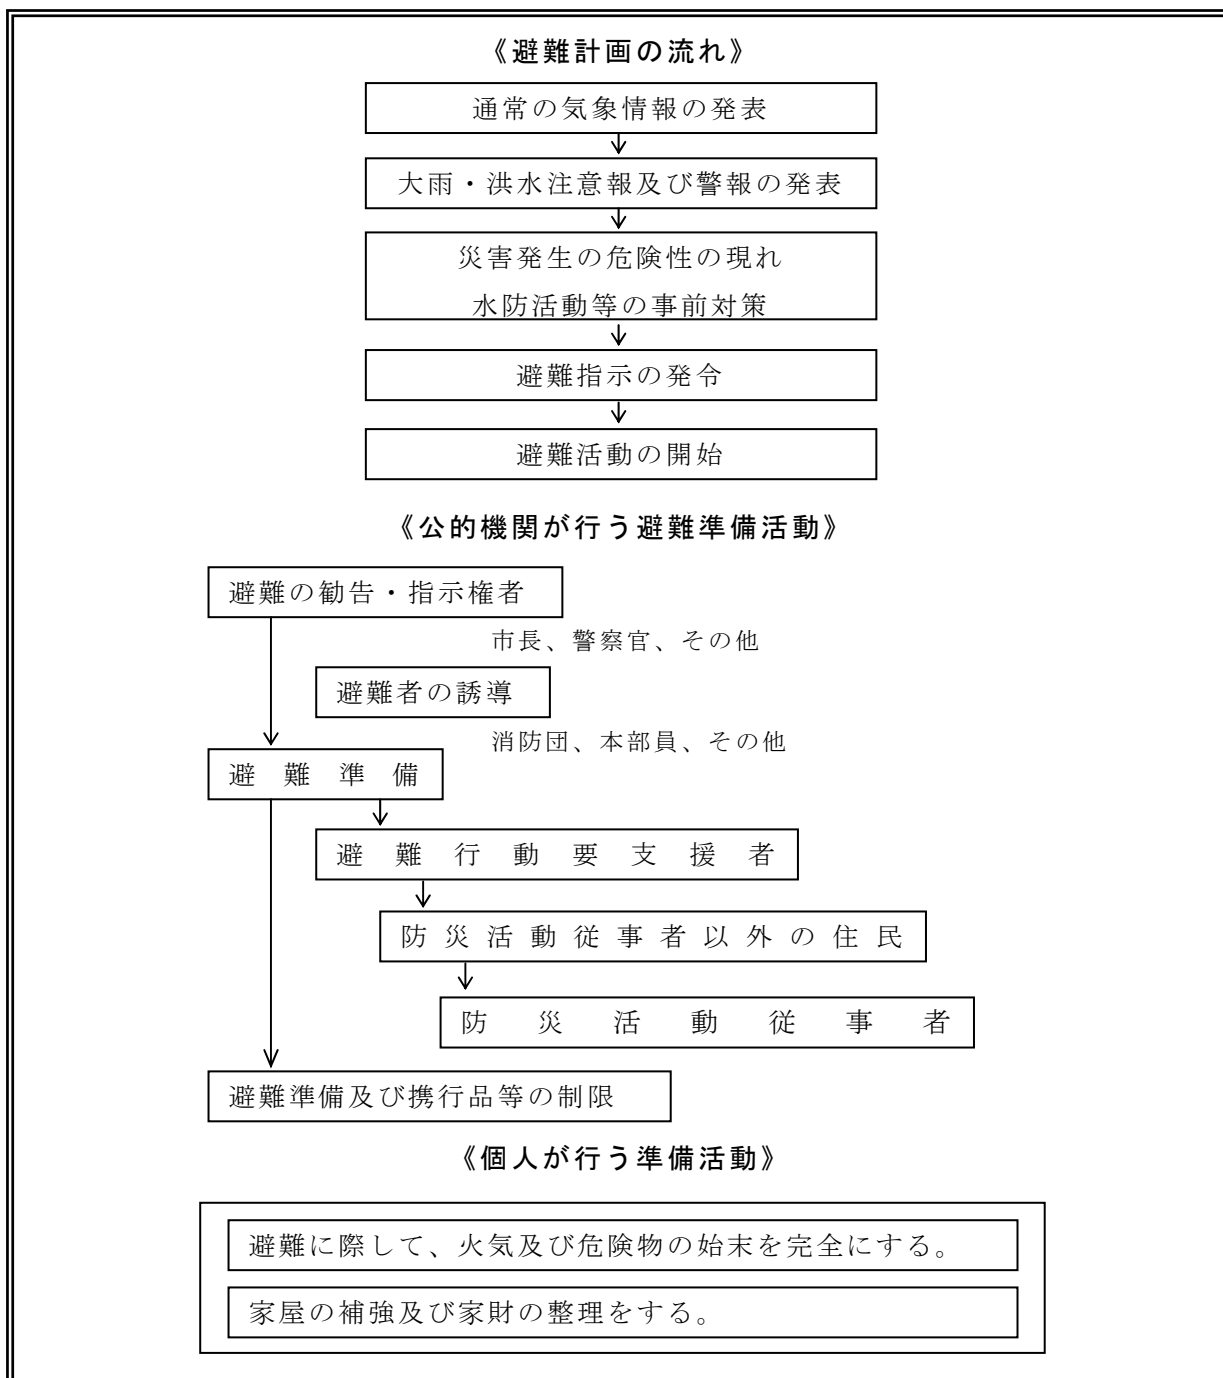 《避難計画の流れ》
通常の気象情報の発表
大雨・洪水注意報及び警報の発表
災害発生の危険性の現れ
水防活動等の事前対策
避難指示の発令
避難活動の開始
《公的機関が行う避難準備活動》
避難の勧告・指示権者
市長、警察官、その他
避難者の誘導
消防団、本部員、その他
避難準備
避難行動要支援者
防災活動従事者以外の住民
防災活動従事者
避難準備及び携行品等の制限
《個人が行う準備活動》
避難に際して、火気及び危険物の始末を完全にする。
家屋の補強及び家財の整理をする。